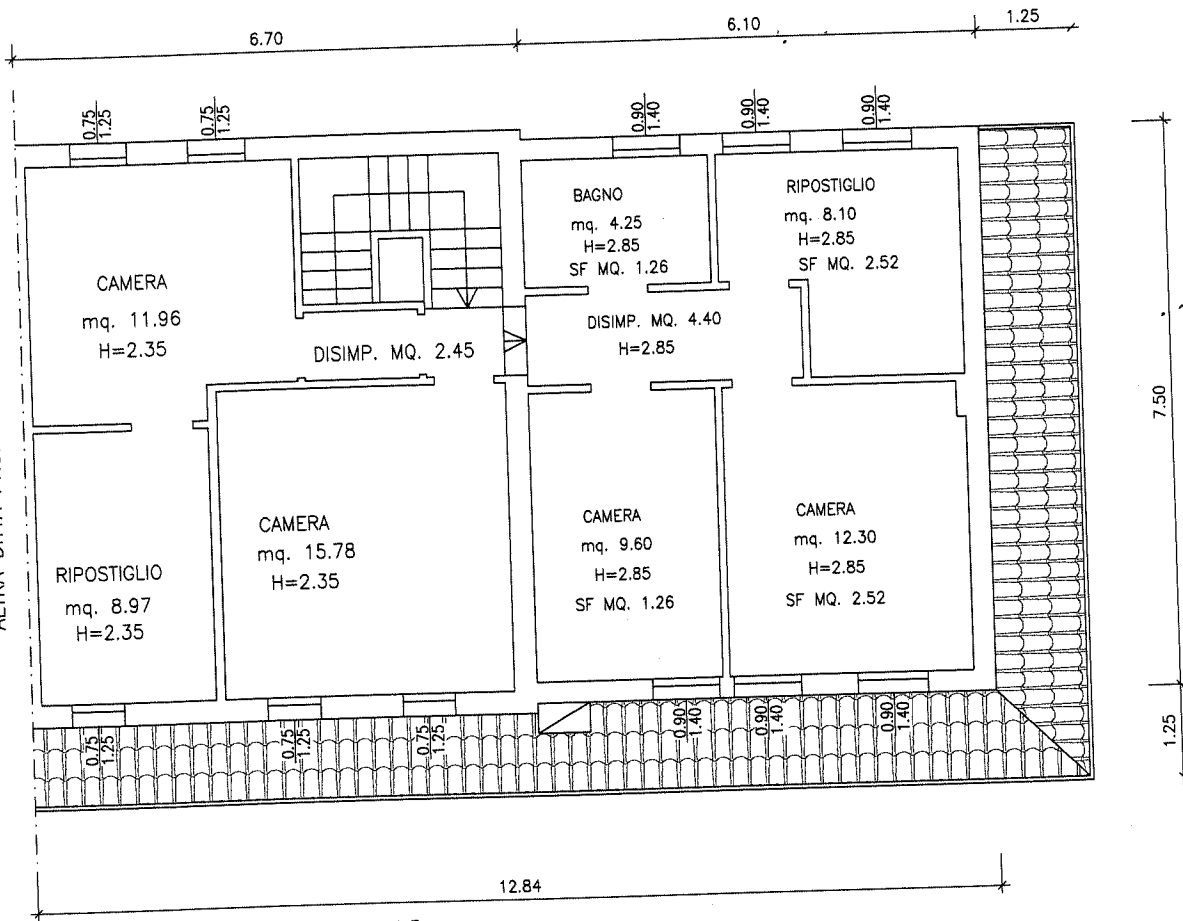 6.70
6.10
1.25
0.75
1.25
0.75
1.25
0.90
1.40
0.90
1.40
0.90
1.40
BAGNO
mq. 4.25
H=2.85
SF MQ. 1.26
RIPOSTIGLIO
mq. 8.10
H=2.85
SF MQ. 2.52
CAMERA
mq. 11.96
H=2.35
DISIMP. MQ. 2.45
DISIMP. MQ. 4.40
H=2.85
7.50
ALTRA
RIPOSTIGLIO
mq. 8.97
H=2.35
CAMERA
mq. 15.78
H=2.35
CAMERA
mq. 9.60
H=2.85
SF MQ. 1.26
CAMERA
mq. 12.30
H=2.85
SF MQ. 2.52
0.75
1.25
0.75
1.25
0.75
1.25
0.90
1.40
0.90
1.40
0.90
1.40
1.25
12.84